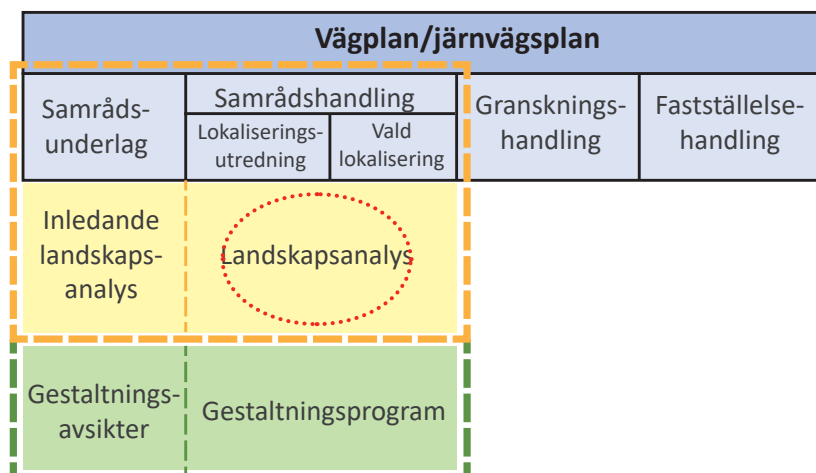 Vägplan/järnvägsplan
Samråds-
underlag
Samrådshandling
Lokaliserings-
utredning
Vald
lokalisering
Gransknings-
handling
Fastställelse-
handling
Inledande
landskaps-
analys
Landskapsanalys
Gestaltnings-
avsikter
Gestaltningsprogram